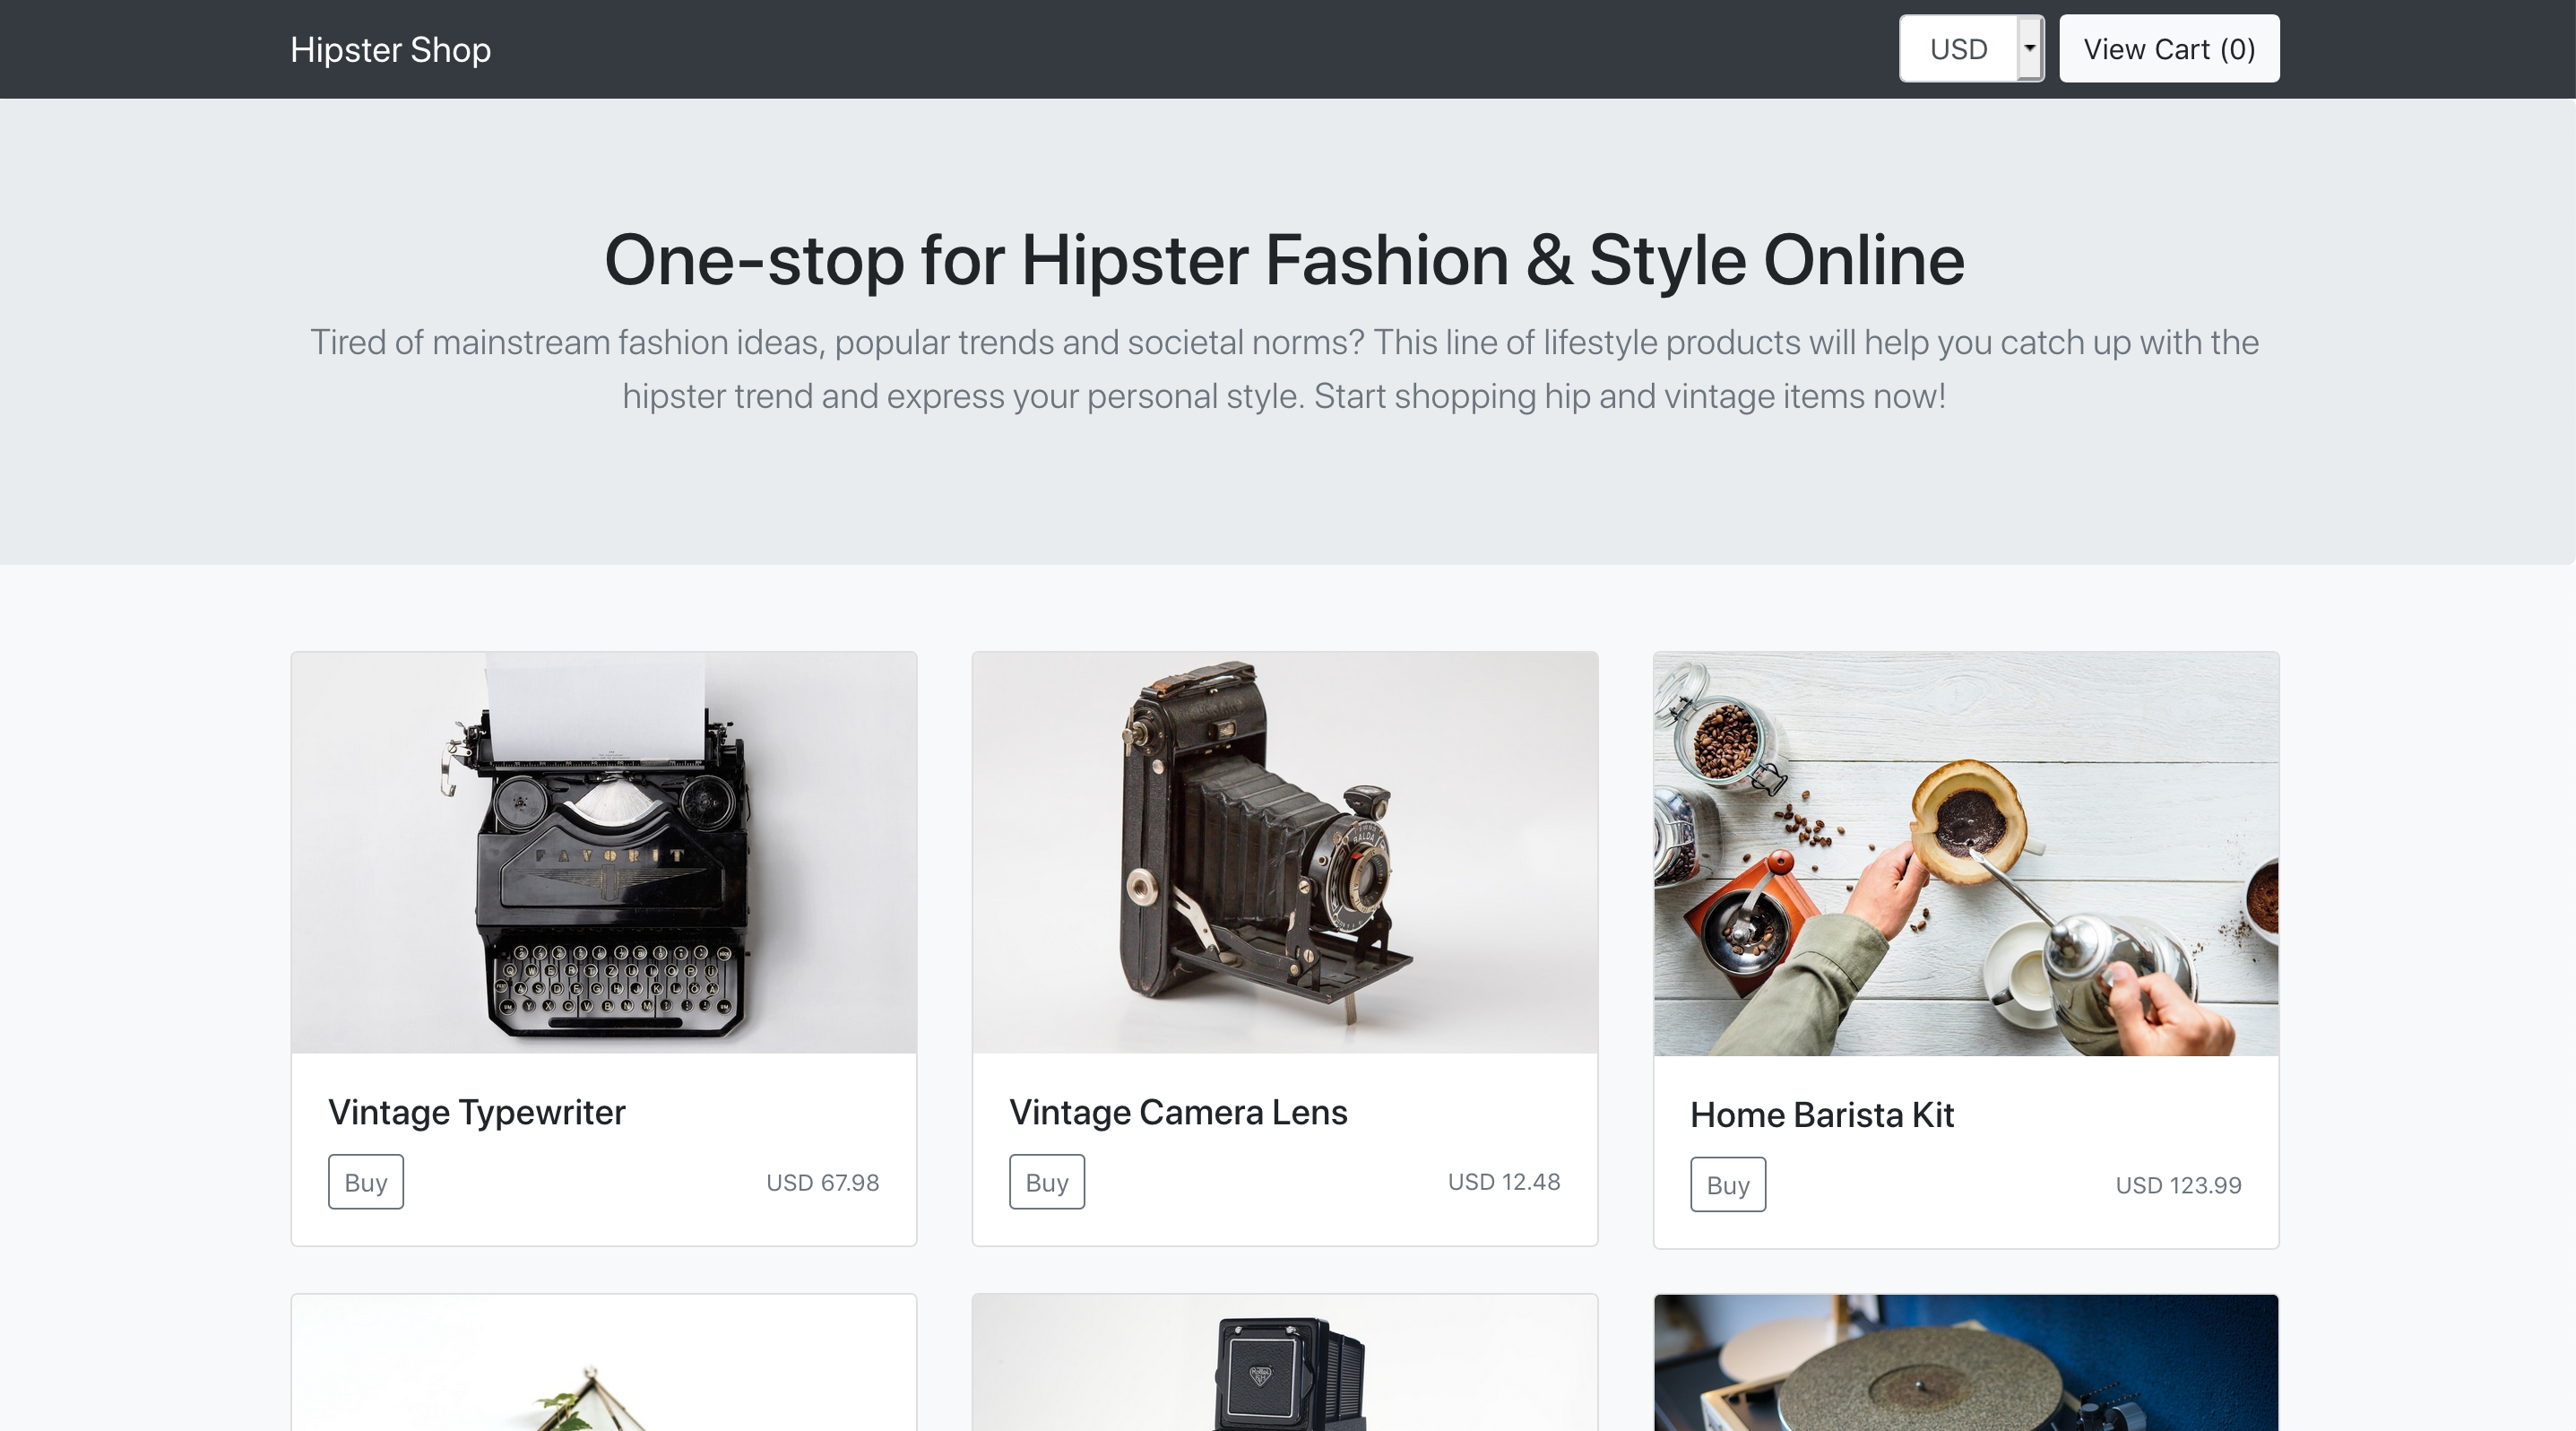 Hipster Shop
USD
View Cart (0)
One-stop for Hipster Fashion & Style Online
Tired of mainstream fashion ideas, popular trends and societal norms? This line of lifestyle products will help you catch up with the
hipster trend and express your personal style. Start shopping hip and vintage items now!
FAVORIT
BALDA
Vintage Typewriter
Buy
USD 67.98
Vintage Camera Lens
Buy
USD 12.48
Home Barista Kit
Buy
USD 123.99